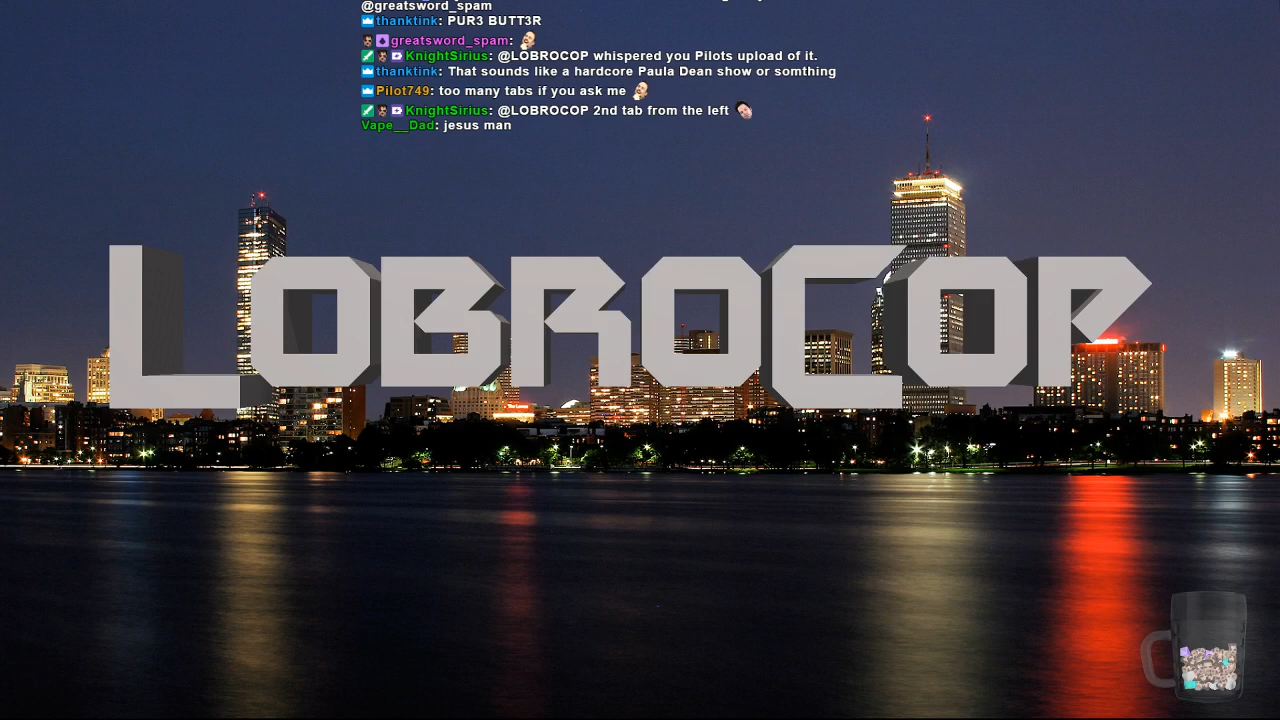 @greatsword_spam
thanktink: PUR3 BUTT3R
greatsword_spam:
KnightSirius: @LOBROCOP whispered you Pilots upload of it.
thanktink: That sounds like a hardcore Paula Dean show or somthing
Pilot749: too many tabs if you ask me
KnightSirius: @LOBROCOP 2nd tab from the left
Vape__Dad: jesus man
LOBROCOP